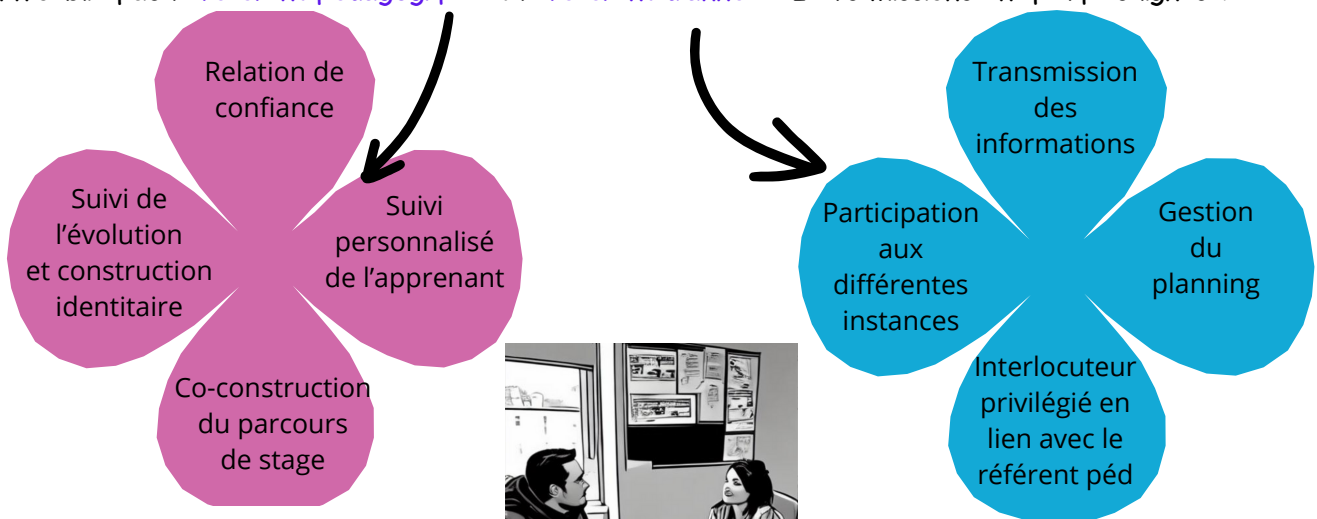 Relation de
confiance
Suivi de
l’évolution
et construction
identitaire
Suivi
personnalisé
de l’apprenant
Co-construction
du parcours
de stage
Transmission
des
informations
Participation
aux
différentes
instances
Gestion
du
planning
Interlocuteur
privilégié en
lien avec le
référent péd